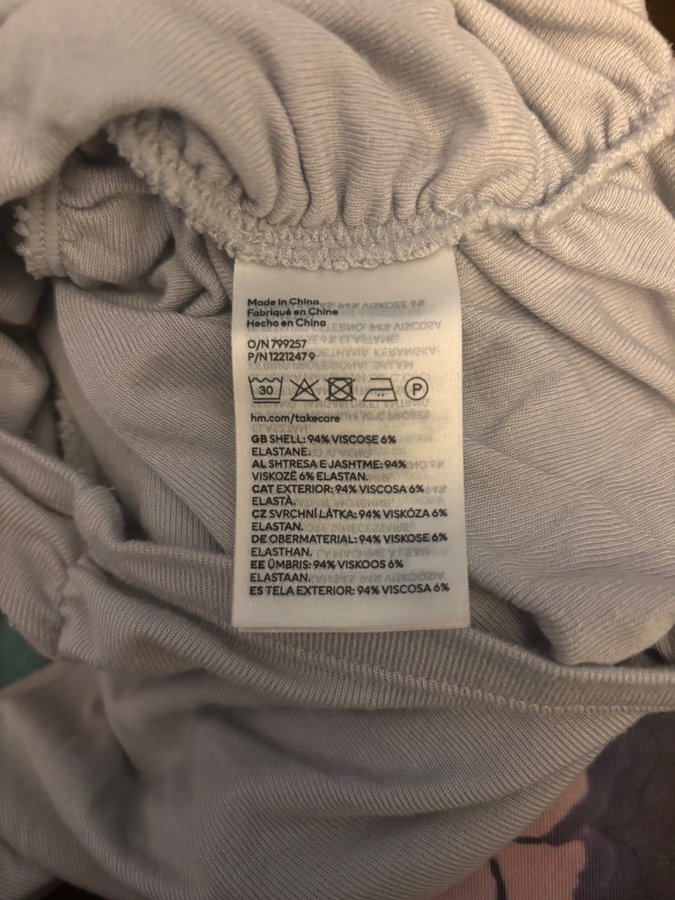 Made in China
Fabriqué en Chine
Hecho en China
O/N 799257
P/N 1221247 9
30
P
hm.com/takecare
GB SHELL: 94% VISCOSE 6%
ELASTANE.
AL SHTRESA E JASHTME: 94%
VISKOZË 6% ELASTAN.
CAT EXTERIOR: 94% VISCOSA 6%
ELASTÀ.
CZ SVRCHNÍ LÁTKA: 94% VISKÓZA 6%
ELASTAN.
DE OBERMATERIAL: 94% VISKOSE 6%
ELASTHAN.
EE ÜMBRIS: 94% VISKOOS 6%
ELASTAAN.
ES TELA EXTERIOR: 94% VISCOSA 6%